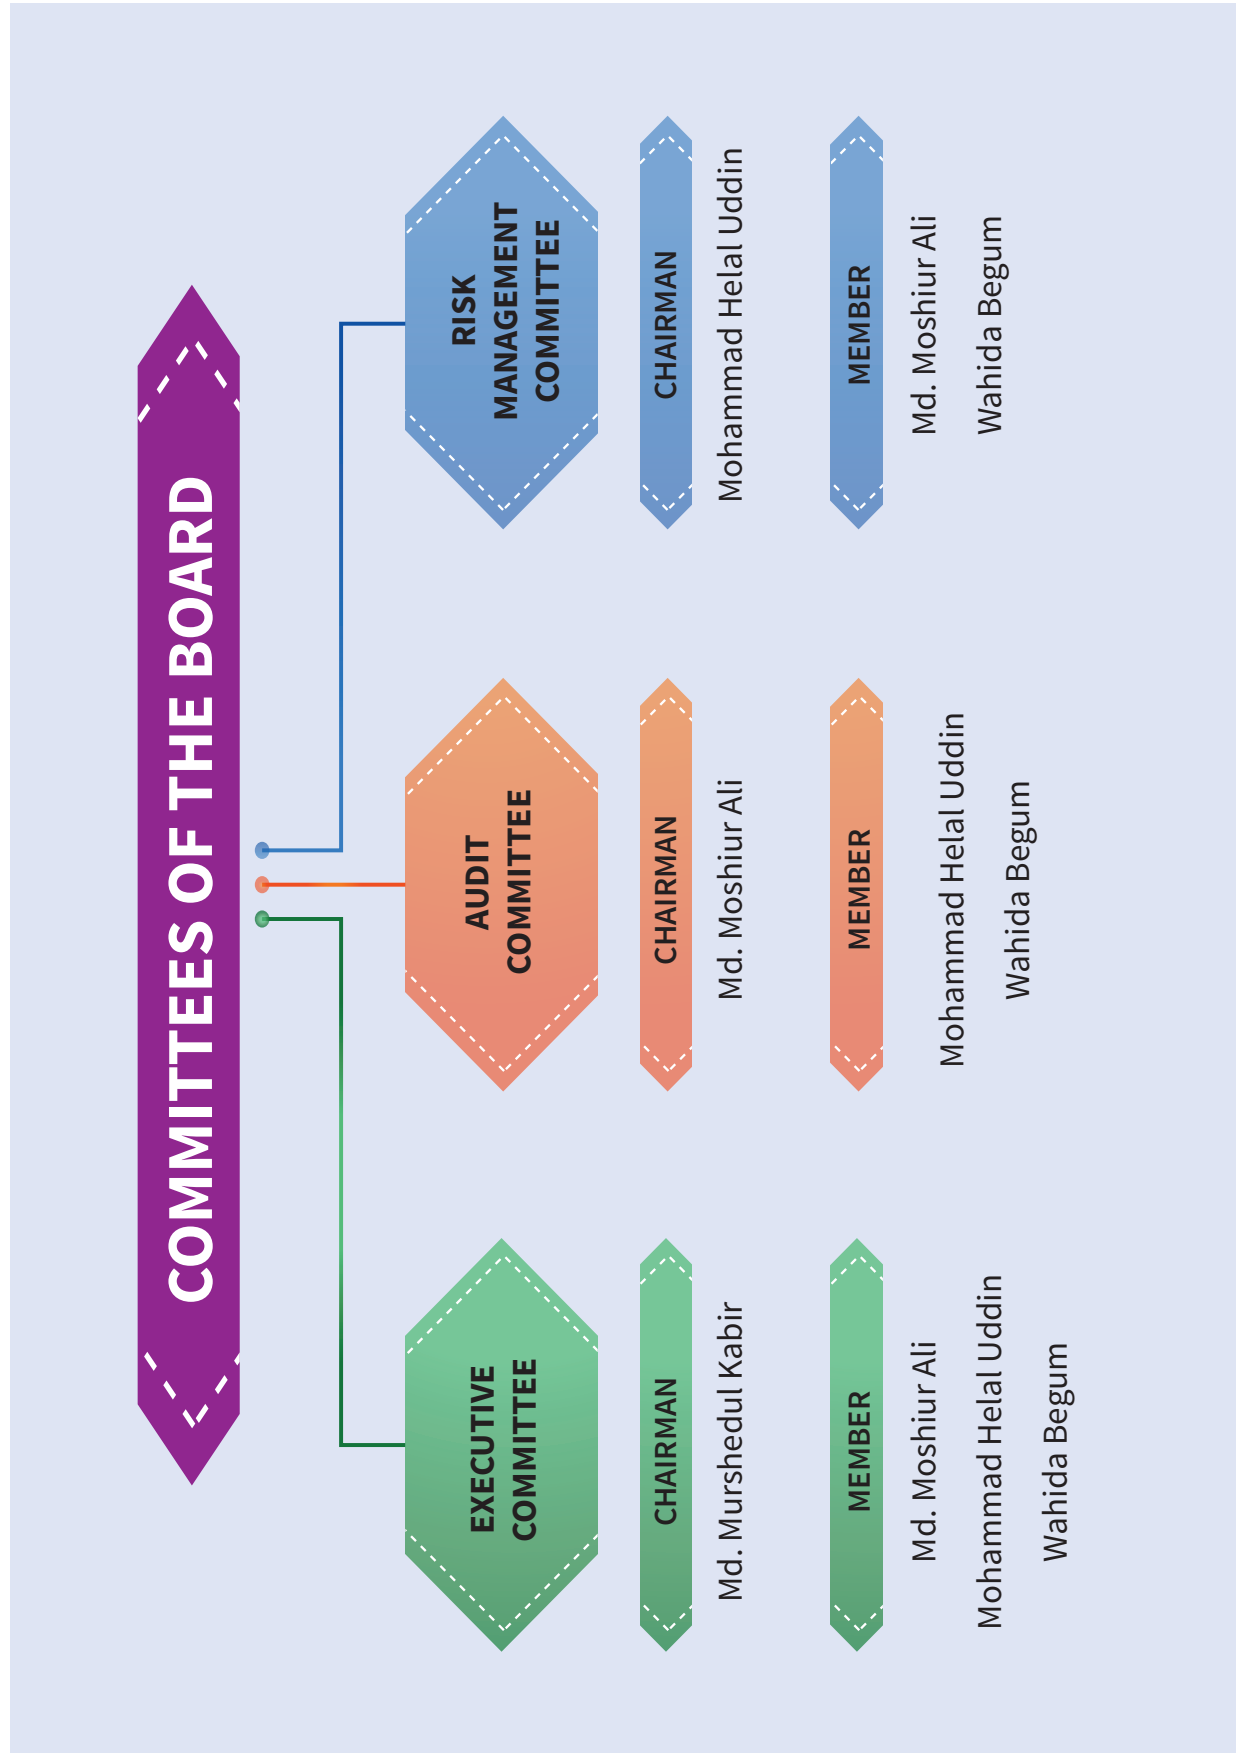 COMMITTEES OF THE BOARD
EXECUTIVE
COMMITTEE
CHAIRMAN
Md. Murshedul Kabir
MEMBER
Md. Moshiur Ali
Mohammad Helal Uddin
Wahida Begum
AUDIT
COMMITTEE
CHAIRMAN
Md. Moshiur Ali
MEMBER
Mohammad Helal Uddin
Wahida Begum
RISK
MANAGEMENT
COMMITTEE
CHAIRMAN
Mohammad Helal Uddin
MEMBER
Md. Moshiur Ali
Wahida Begum